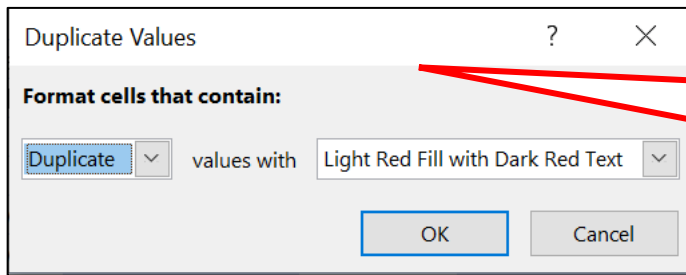 Duplicate Values ? ×
Format cells that contain:
Duplicate values with Light Red Fill with Dark Red Text
OK Cancel